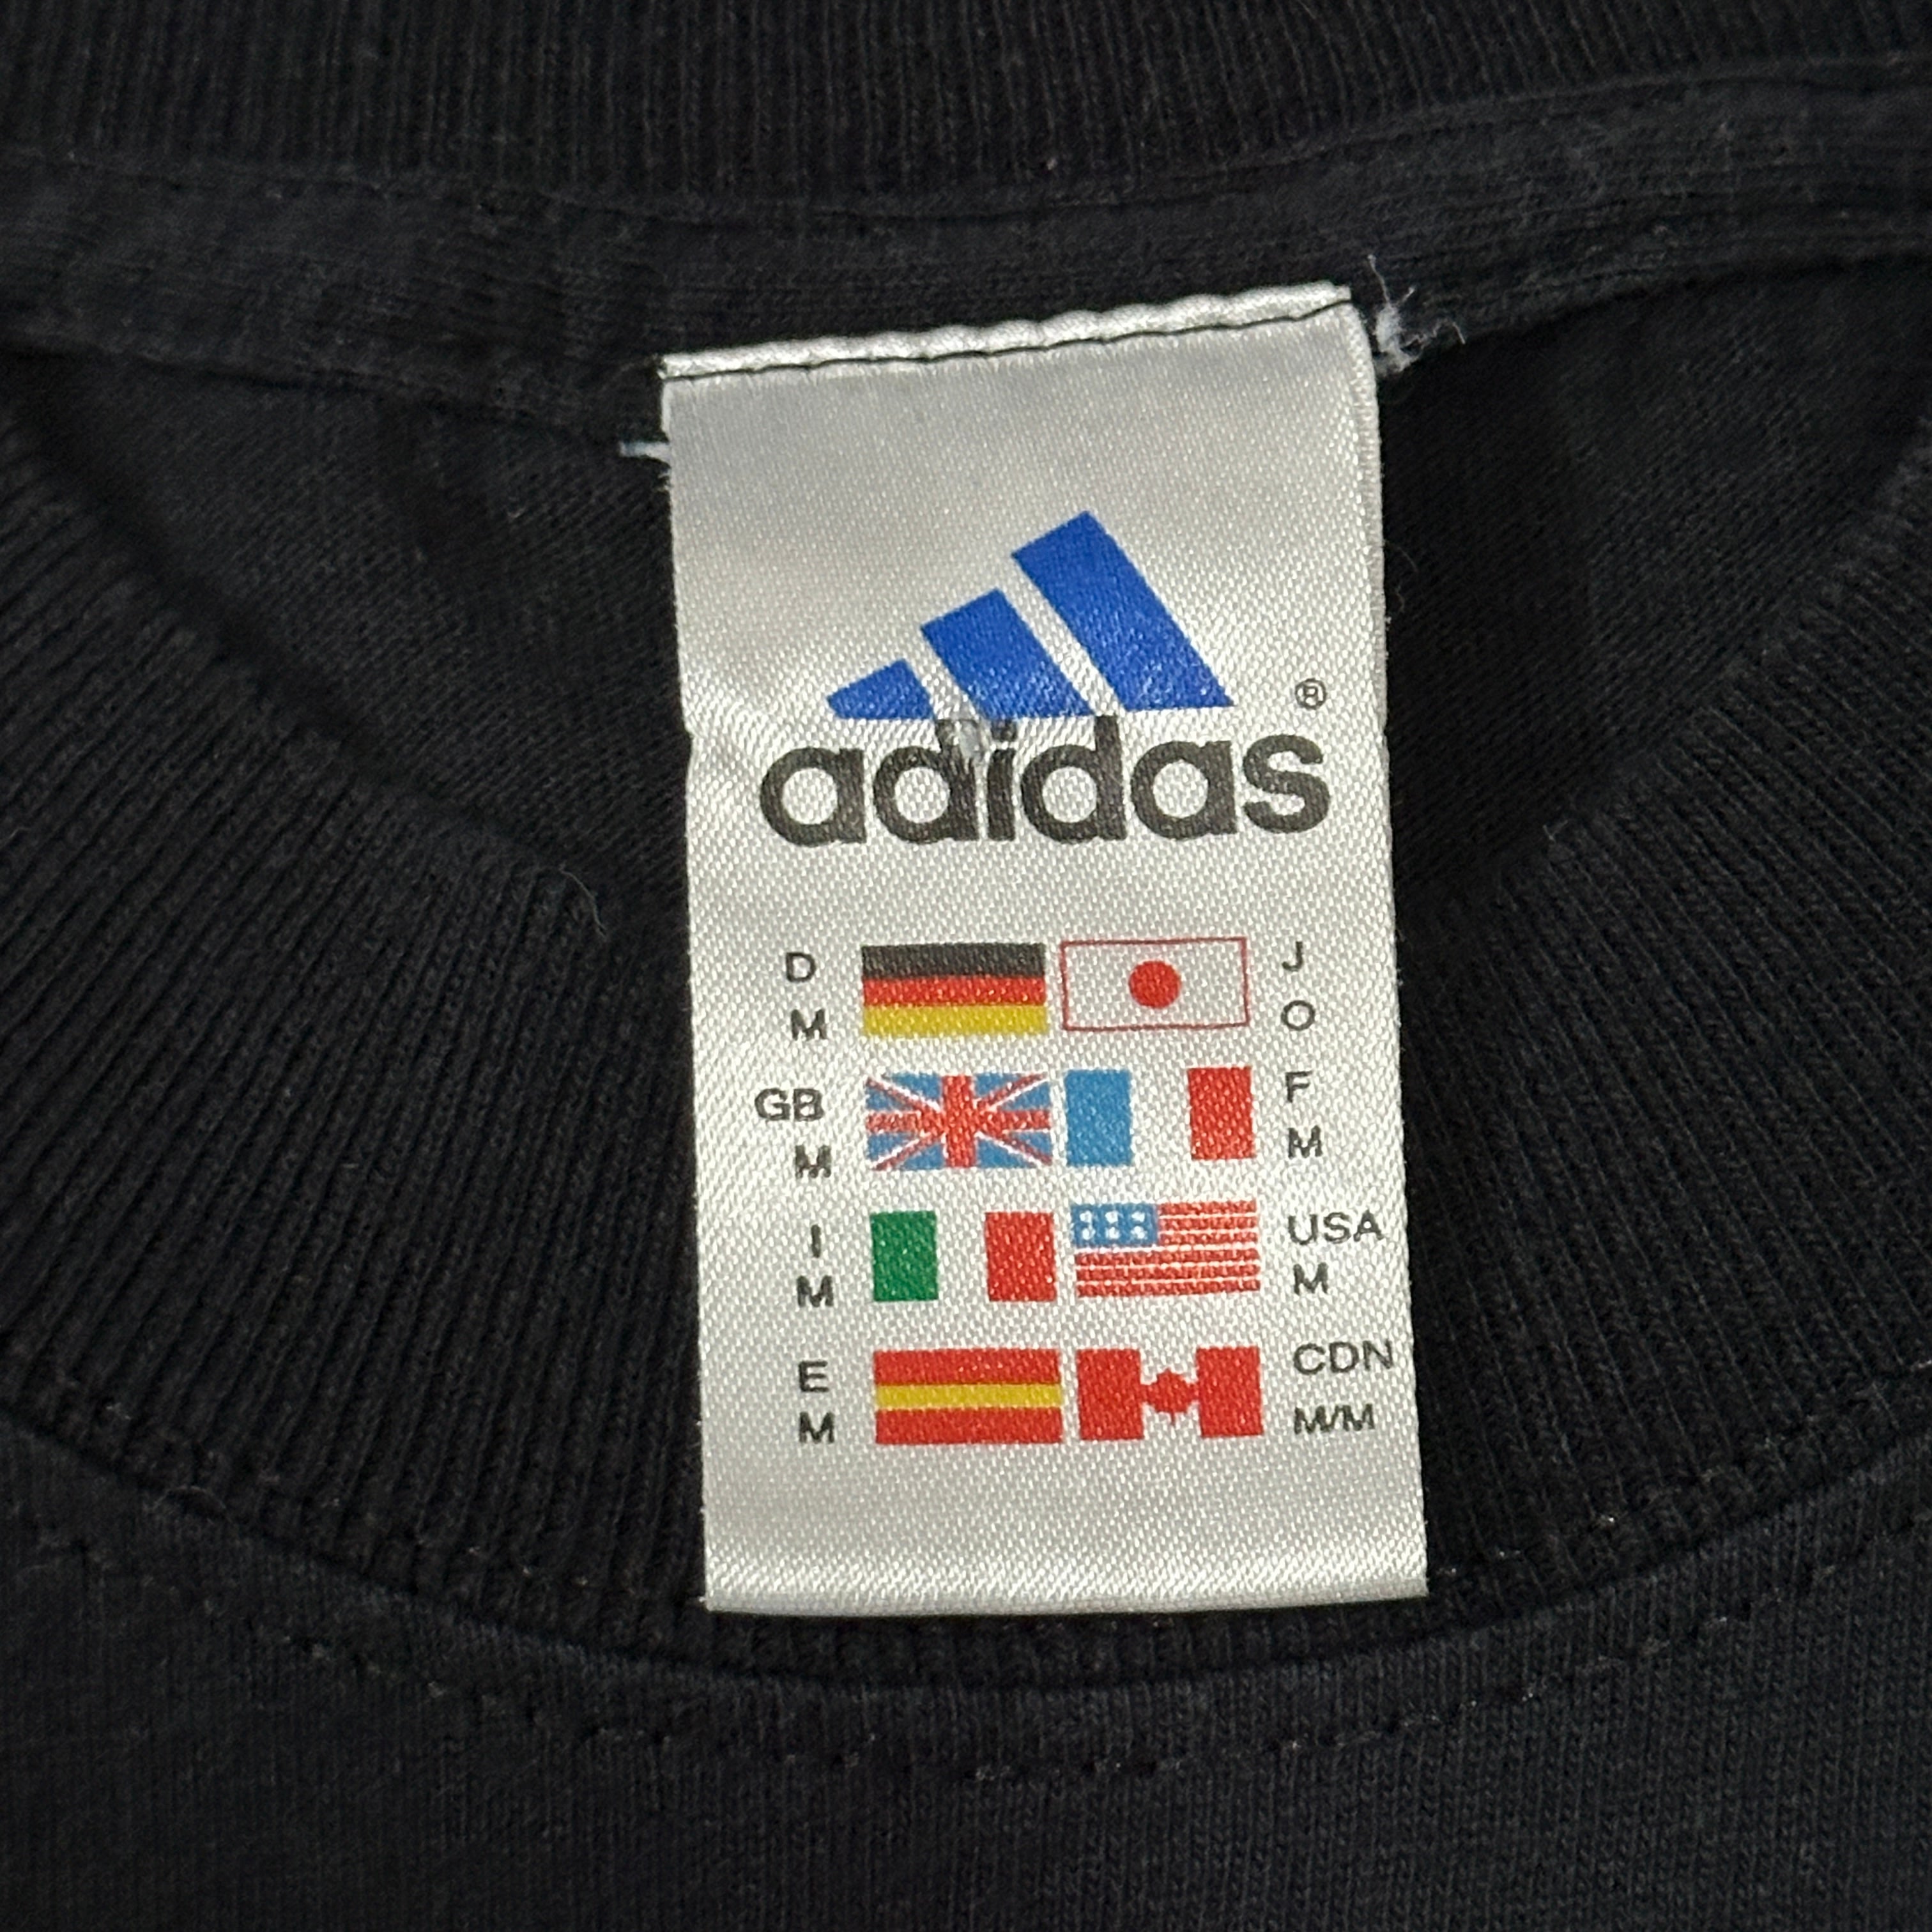 adidas®
D J
M O
GB F
M M
I USA
M M
E CDN
M M/M